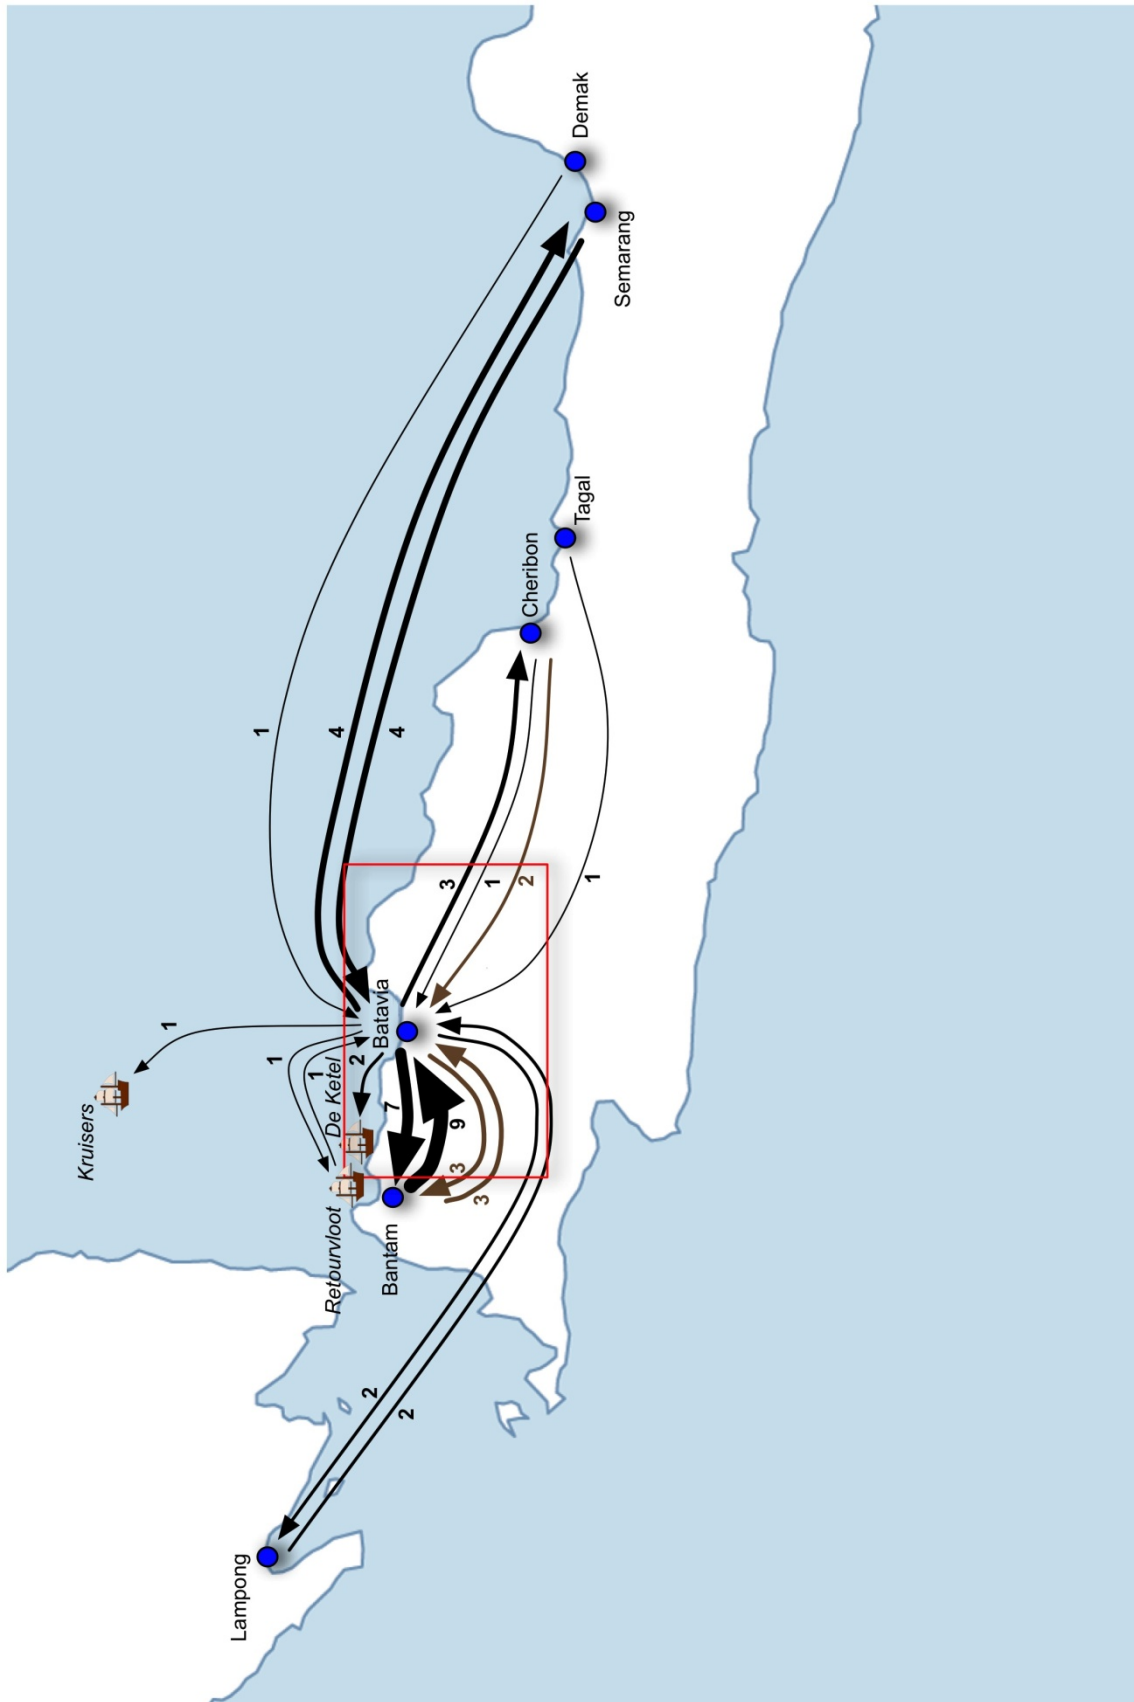 Kruisers
Retourvloot
De Ketel
Lampong
Bantam
Batavia
Cheribon
Tagal
Semarang
Demak
1
1
1
2
1
4
4
7
9
3
3
3
1
2
1
2
2